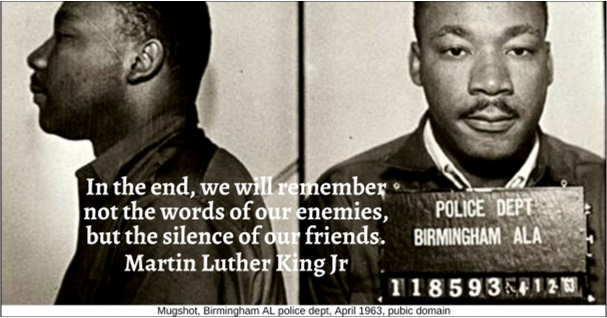 In the end, we will remember
not the words of our enemies,
but the silence of our friends.
Martin Luther King Jr
POLICE DEPT
BIRMINGHAM ALA
118593 4 12 '63
Mugshot, Birmingham AL police dept, April 1963, pubic domain